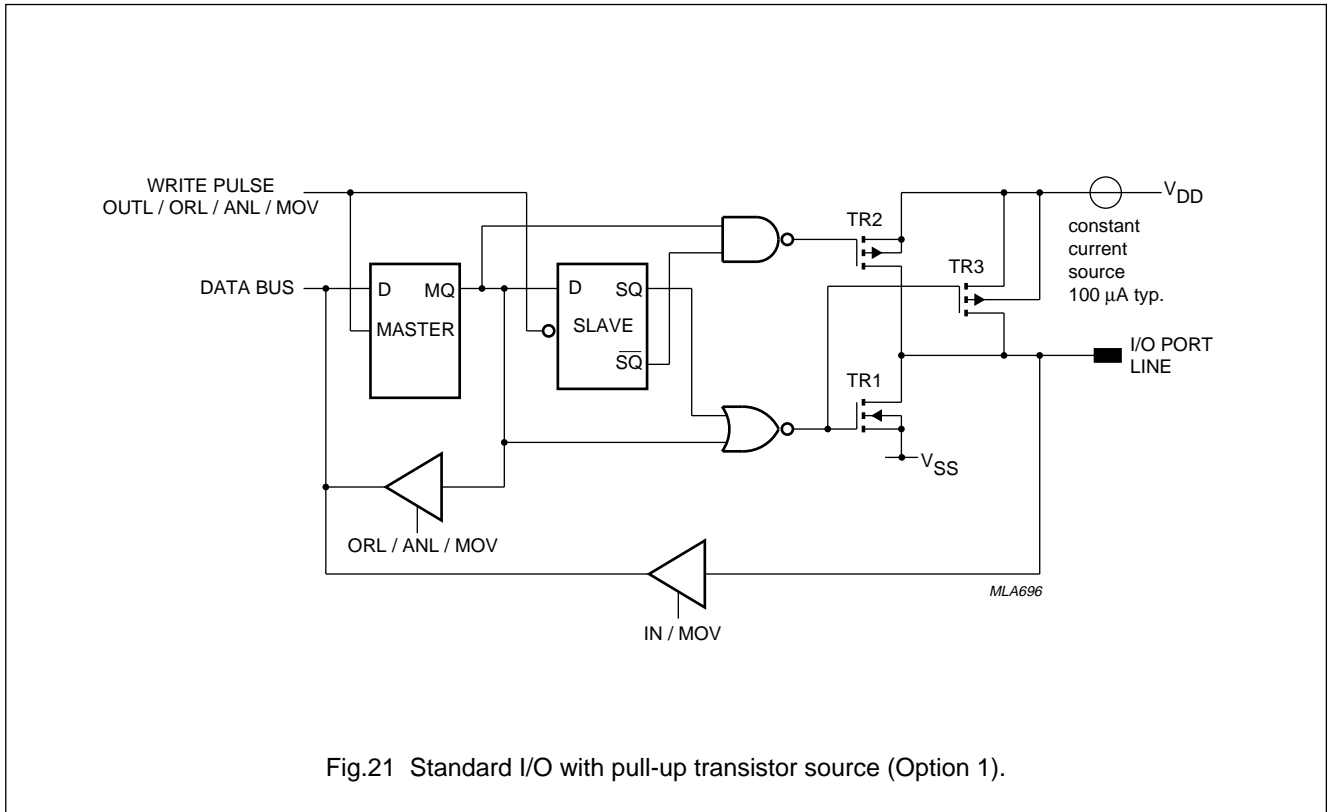 WRITE PULSE
OUTL / ORL / ANL / MOV
DATA BUS
D
MQ
MASTER
D
SQ
SLAVE
SQ
TR2
TR3
TR1
VDD
constant
current
source
100 µA typ.
I/O PORT
LINE
VSS
ORL / ANL / MOV
IN / MOV
MLA696
Fig.21 Standard I/O with pull-up transistor source (Option 1).